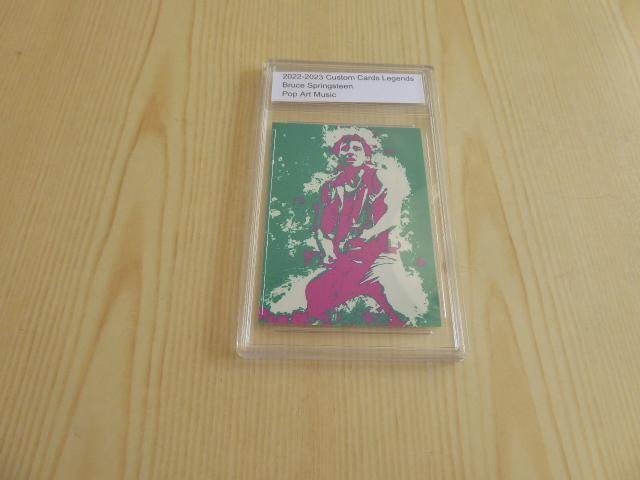 2022-2023 Custom Cards Legends
Bruce Springsteen
Pop Art Music